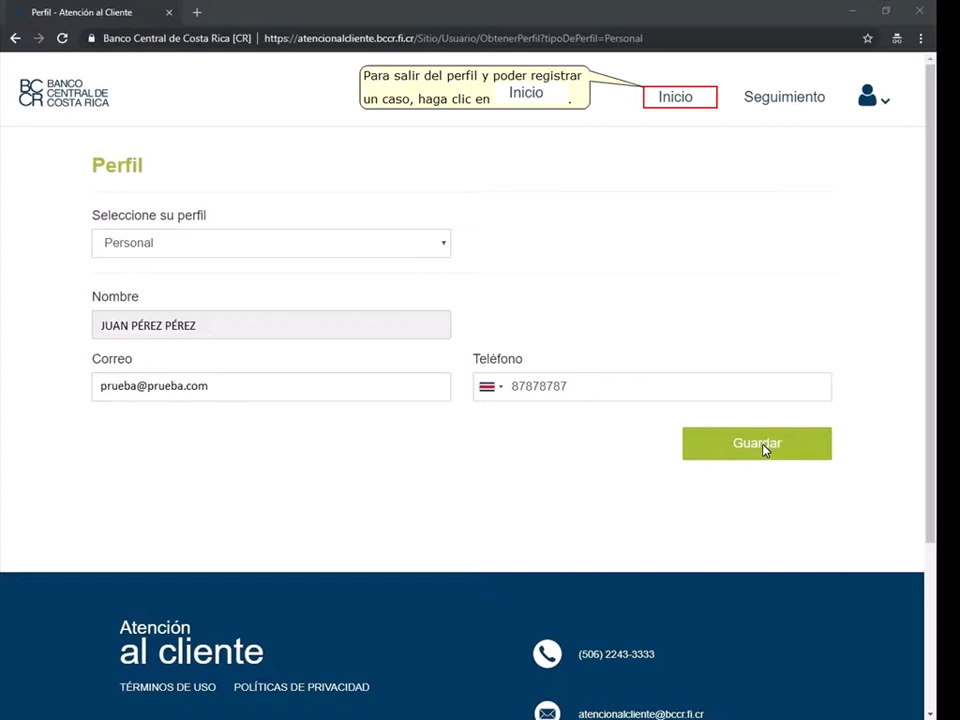 Perfil - Atención al Cliente
Banco Central de Costa Rica [CR] | https://atencionalcliente.bccr.fi.cr/Sitio/Usuario/ObtenerPerfil?tipoDePerfil=Personal
BC CR BANCO CENTRAL DE COSTA RICA
Para salir del perfil y poder registrar
un caso, haga clic en Inicio .
Inicio
Seguimiento
Perfil
Seleccione su perfil
Personal
Nombre
JUAN PÉREZ PÉREZ
Correo
Teléfono
prueba@prueba.com
87878787
Guardar
Atención
al cliente
(506) 2243-3333
TÉRMINOS DE USO
POLÍTICAS DE PRIVACIDAD
atencionalcliente@bccr.fi.cr